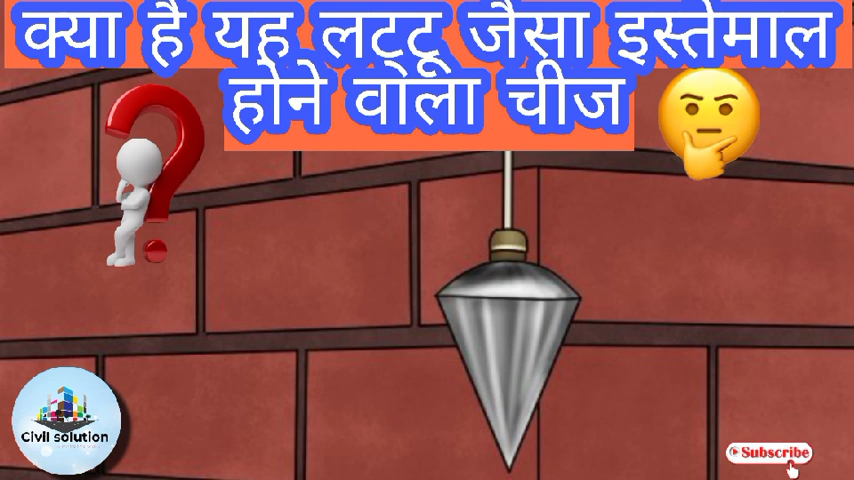 क्या है यह लट्टू जैसा इस्तेमाल
होने वाला चीज
Civil solution
Subscribe